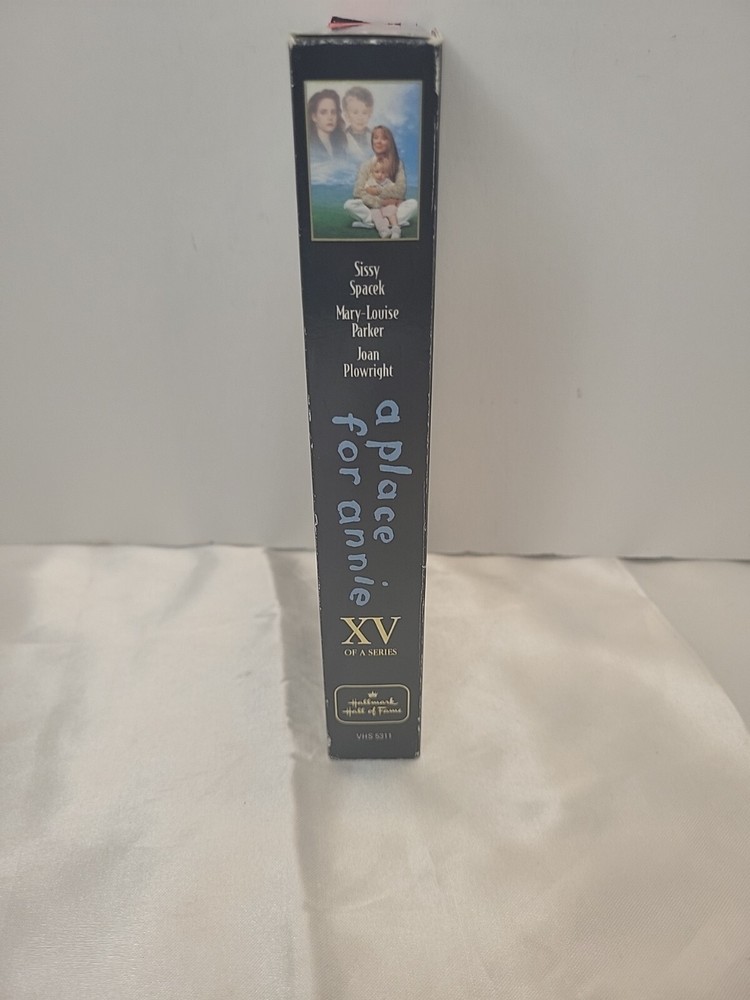 Sissy
Spacek
Mary-Louise
Parker
Joan
Plowright
a place
for annie
XV
OF A SERIES
Hallmark
Hall of Fame
VHS 5311